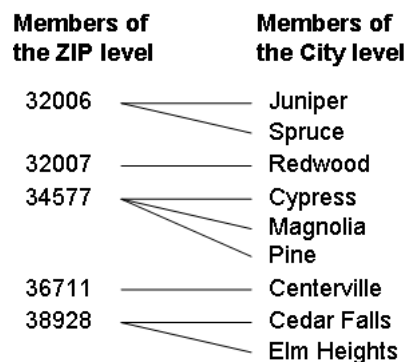 Members of Members of
the ZIP level the City level
32006 Juniper
Spruce
32007 Redwood
34577 Cypress
Magnolia
Pine
36711 Centerville
38928 Cedar Falls
Elm Heights